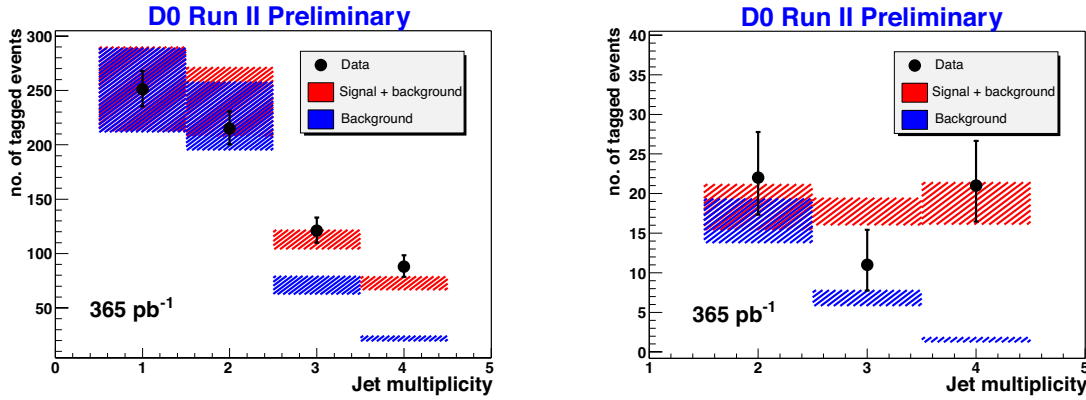 D0 Run II Preliminary
no. of tagged events
300
250
200
150
100
50
0
1
2
3
4
5
Jet multiplicity
Data
Signal + background
Background
365 pb-1
D0 Run II Preliminary
no. of tagged events
40
35
30
25
20
15
10
5
0
1
2
3
4
5
Jet multiplicity
Data
Signal + background
Background
365 pb-1